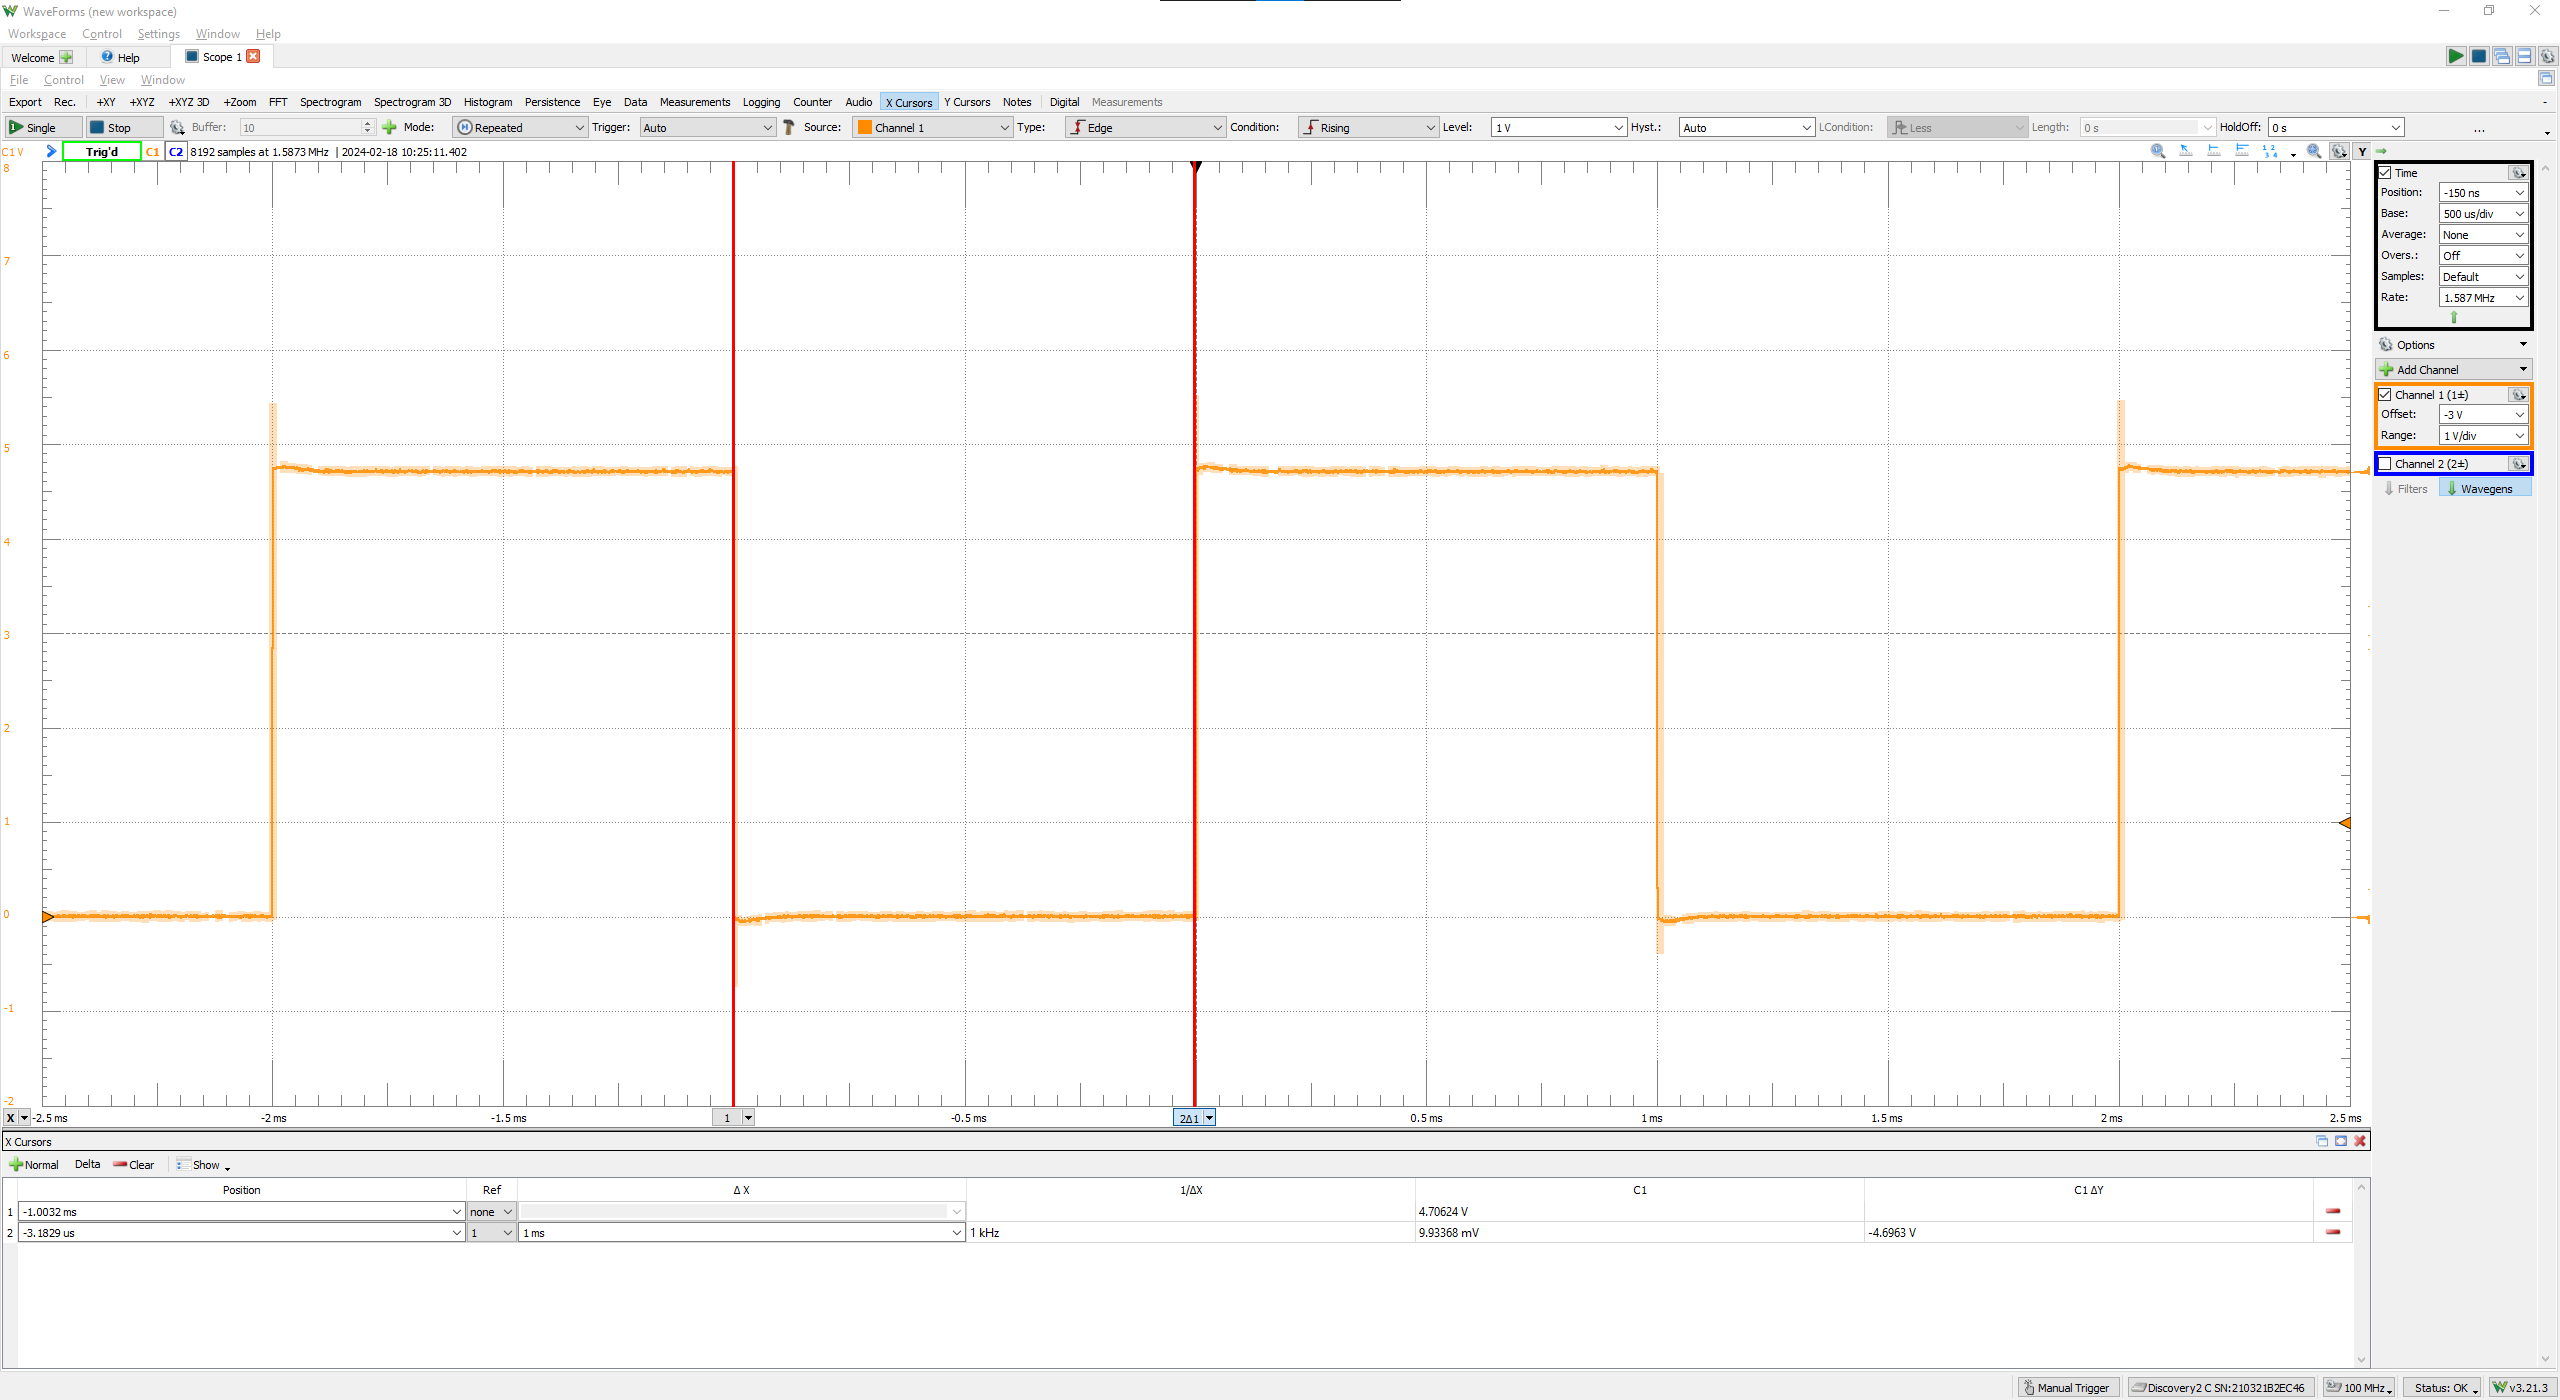 WaveForms (new workspace)
Workspace Control Settings Window Help
Welcome Help Scope 1
File Control View Window
Export Rec. +XY +XYZ +XYZ 3D +Zoom FFT Spectrogram Spectrogram 3D Histogram Persistence Eye Data Measurements Logging Counter Audio X Cursors Y Cursors Notes Digital Measurements -
Single Stop Buffer: 10 Mode: Repeated Trigger: Auto Source: Channel 1 Type: Edge Condition: Rising Level: 1 V Hyst.: Auto LCondition: Less Length: 0 s HoldOff: 0 s ...
C1 V Trig'd C1 C2 8192 samples at 1.5873 MHz | 2024-02-18 10:25:11.402 Y
8
7
6
5
4
3
2
1
0
-1
-2
X -2.5 ms -2 ms -1.5 ms 1 -0.5 ms 2Δ1 0.5 ms 1 ms 1.5 ms 2 ms 2.5 ms
Time
Position: -150 ns
Base: 500 us/div
Average: None
Overs.: Off
Samples: Default
Rate: 1.587 MHz
Options
Add Channel
Channel 1 (1±)
Offset: -3 V
Range: 1 V/div
Channel 2 (2±)
Filters Wavegens
X Cursors
Normal Delta Clear Show
Position Ref Δ X 1/ΔX C1 C1 ΔY
1 -1.0032 ms none 4.70624 V
2 -3.1829 us 1 1 ms 1 kHz 9.93368 mV -4.6963 V
Manual Trigger Discovery2 C SN:210321B2EC46 100 MHz Status: OK v3.21.3